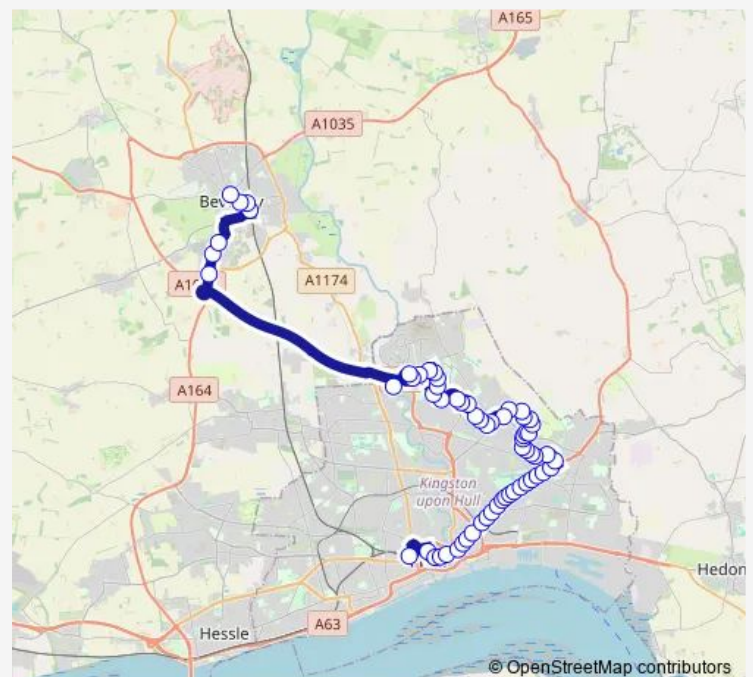 A165
A1035
A1174
A164
Kingston
upon Hull
Hedon
Hessle
A63
© OpenStreetMap contributors